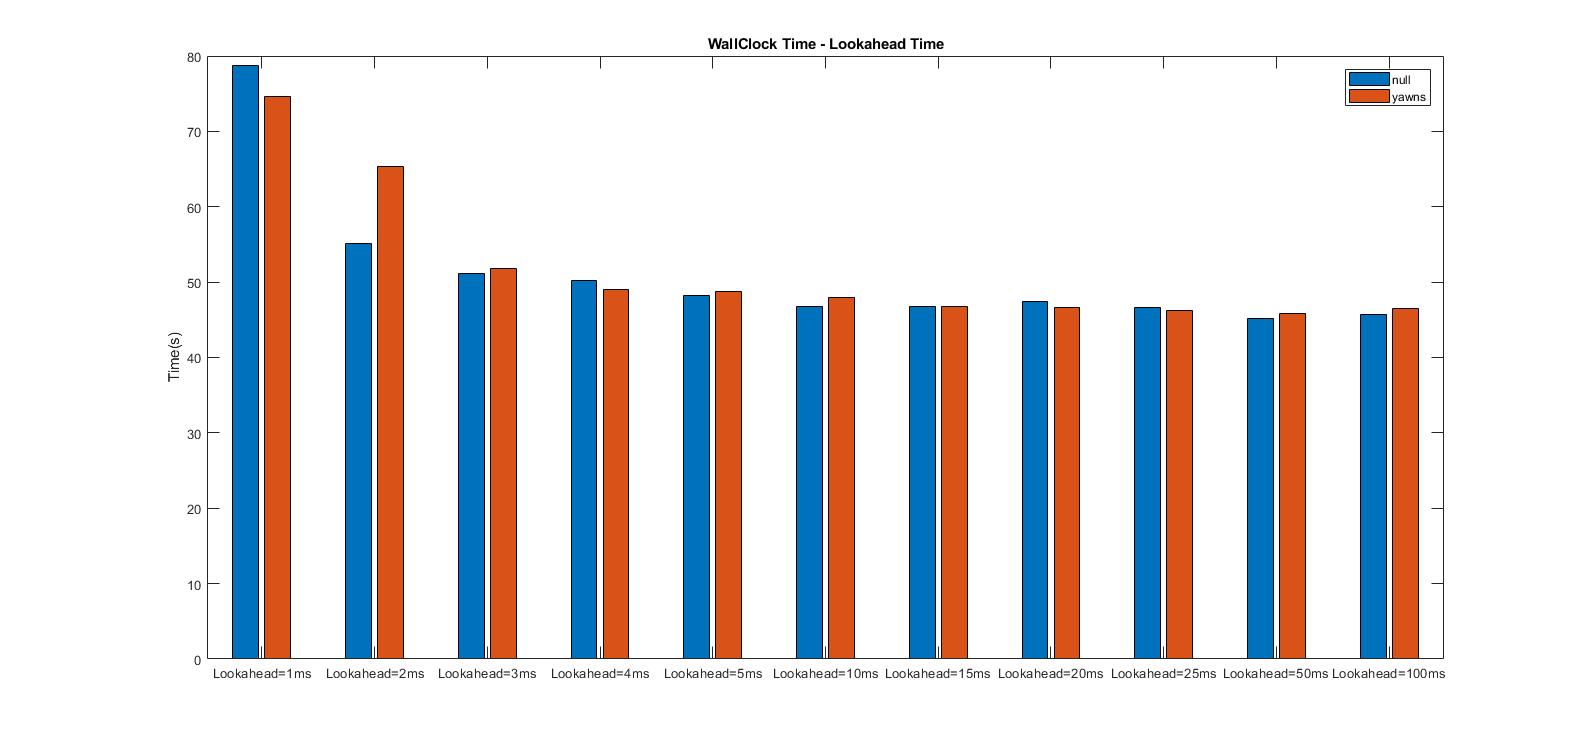 WallClock Time - Lookahead Time
null
yawns
Time(s)
80
70
60
50
40
30
20
10
0
Lookahead=1ms Lookahead=2ms Lookahead=3ms Lookahead=4ms Lookahead=5ms Lookahead=10ms Lookahead=15ms Lookahead=20ms Lookahead=25ms Lookahead=50ms Lookahead=100ms